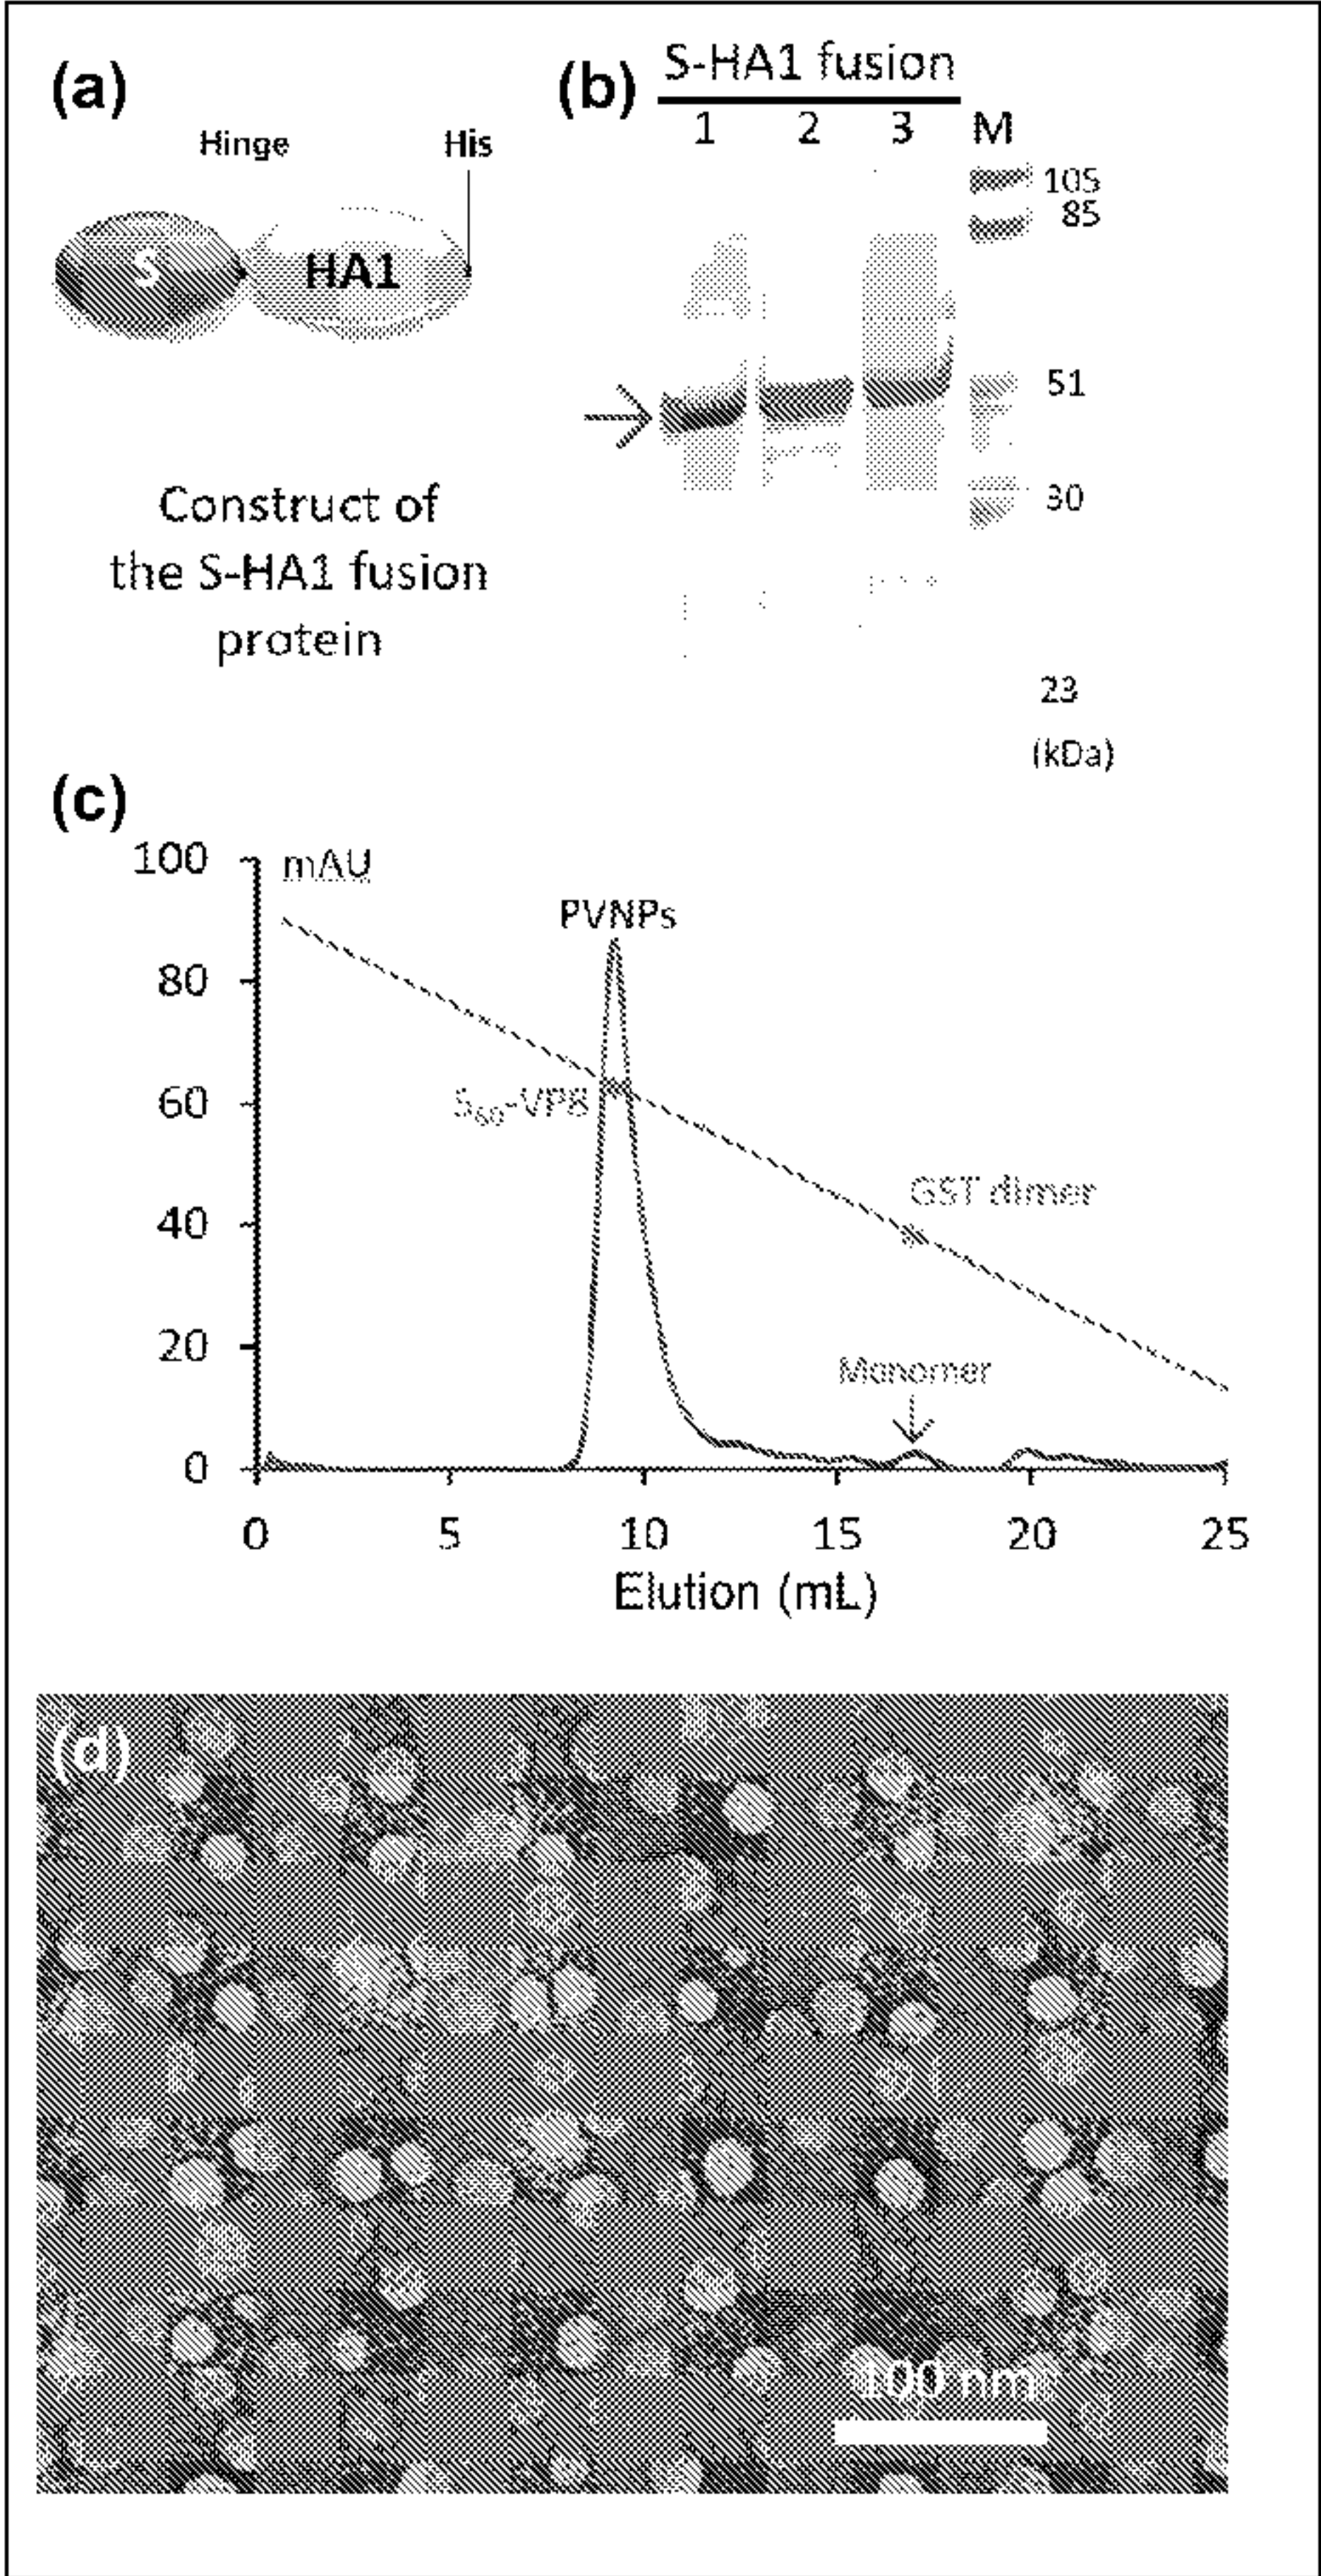 (a)
Hinge
His
S
HA1
Construct of
the S-HA1 fusion
protein
(b)
S-HA1 fusion
1 2 3 M
105
85
51
30
23
(kDa)
(c)
mAU
100
80
60
40
20
0
PVNPs
S60-VP8
GST dimer
Monomer
0 5 10 15 20 25
Elution (mL)
(d)
100 nm